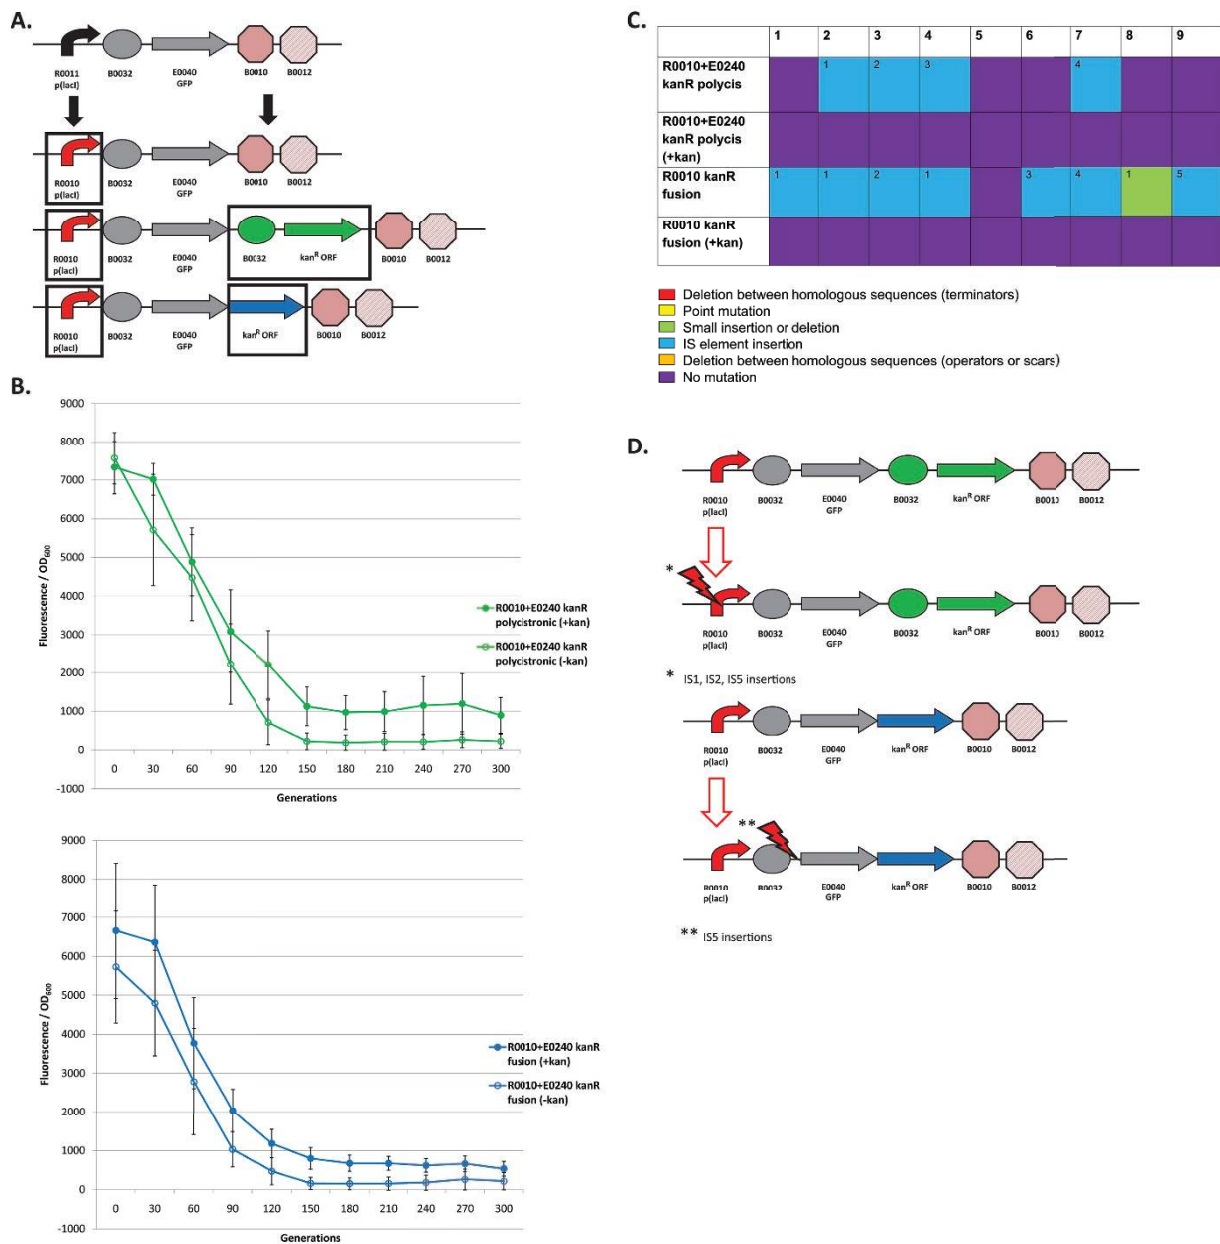 A.
R0011 B0032 E0040 B0010 B0012
p(lacI) GFP
R0010 B0032 E0040 B0010 B0012
p(lacI) GFP
R0010 B0032 E0040 B0032 kanR ORF B0010 B0012
p(lacI) GFP
R0010 B0032 E0040 kanR ORF B0010 B0012
p(lacI) GFP
B.
9000
8000
7000
6000
5000
4000
3000
2000
1000
0
-1000
Fluorescence / OD600
0 30 60 90 120 150 180 210 240 270 300
Generations
R0010+E0240 kanR
polycistronic (+kan)
R0010+E0240 kanR
polycistronic (-kan)
9000
8000
7000
6000
5000
4000
3000
2000
1000
0
-1000
Fluorescence / OD600
0 30 60 90 120 150 180 210 240 270 300
Generations
R0010+E0240 kanR
fusion (+kan)
R0010+E0240 kanR
fusion (-kan)
C.
1 2 3 4 5 6 7 8 9
R0010+E0240 1 2 3 4
kanR polycis
R0010+E0240
kanR polycis
(+kan)
R0010 kanR 1 1 2 1 3 4 1 5
fusion
R0010 kanR
fusion (+kan)
Deletion between homologous sequences (terminators)
Point mutation
Small insertion or deletion
IS element insertion
Deletion between homologous sequences (operators or scars)
No mutation
D.
R0010 B0032 E0040 B0032 kanR ORF B0012
p(lacI) GFP
*
R0010 B0032 E0040 B0032 kanR ORF B0012
p(lacI) GFP
* IS1, IS2, IS5 insertions
R0010 B0032 E0040 kanR ORF B0010 B0012
p(lacI) GFP
**
R0010 B0032 E0040 kanR ORF B0010 B0012
p(lacI) GFP
** IS5 insertions